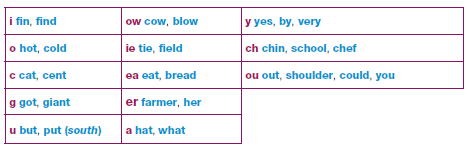 i fin, find
ow cow, blow
y yes, by, very
o hot, cold
ie tie, field
ch chin, school, chef
c cat, cent
ea eat, bread
ou out, shoulder, could, you
g got, giant
er farmer, her
u but, put (south)
a hat, what